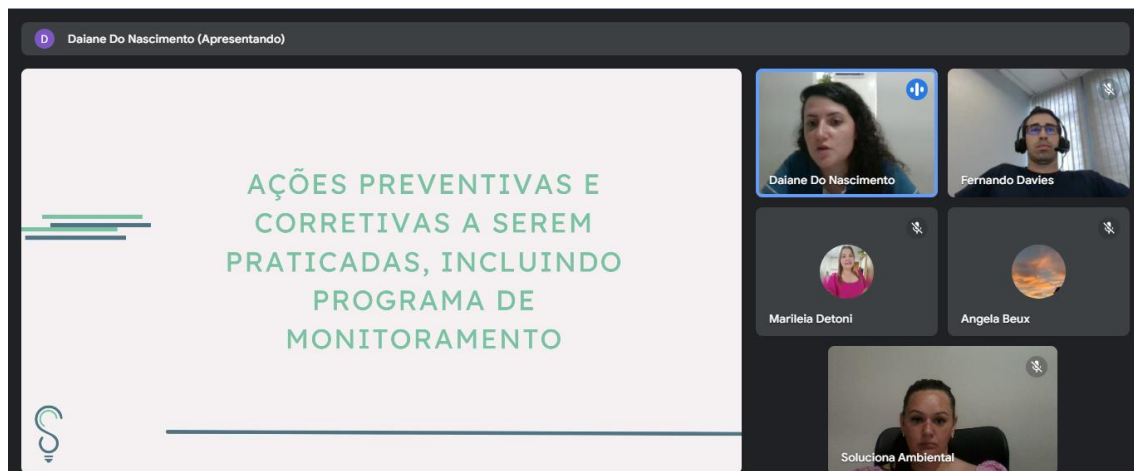 D
Daiane Do Nascimento (Apresentando)
AÇÕES PREVENTIVAS E
CORRETIVAS A SEREM
PRATICADAS, INCLUINDO
PROGRAMA DE
MONITORAMENTO
Daiane Do Nascimento
Fernando Davies
Marileia Detoni
Angela Beux
Soluciona Ambiental